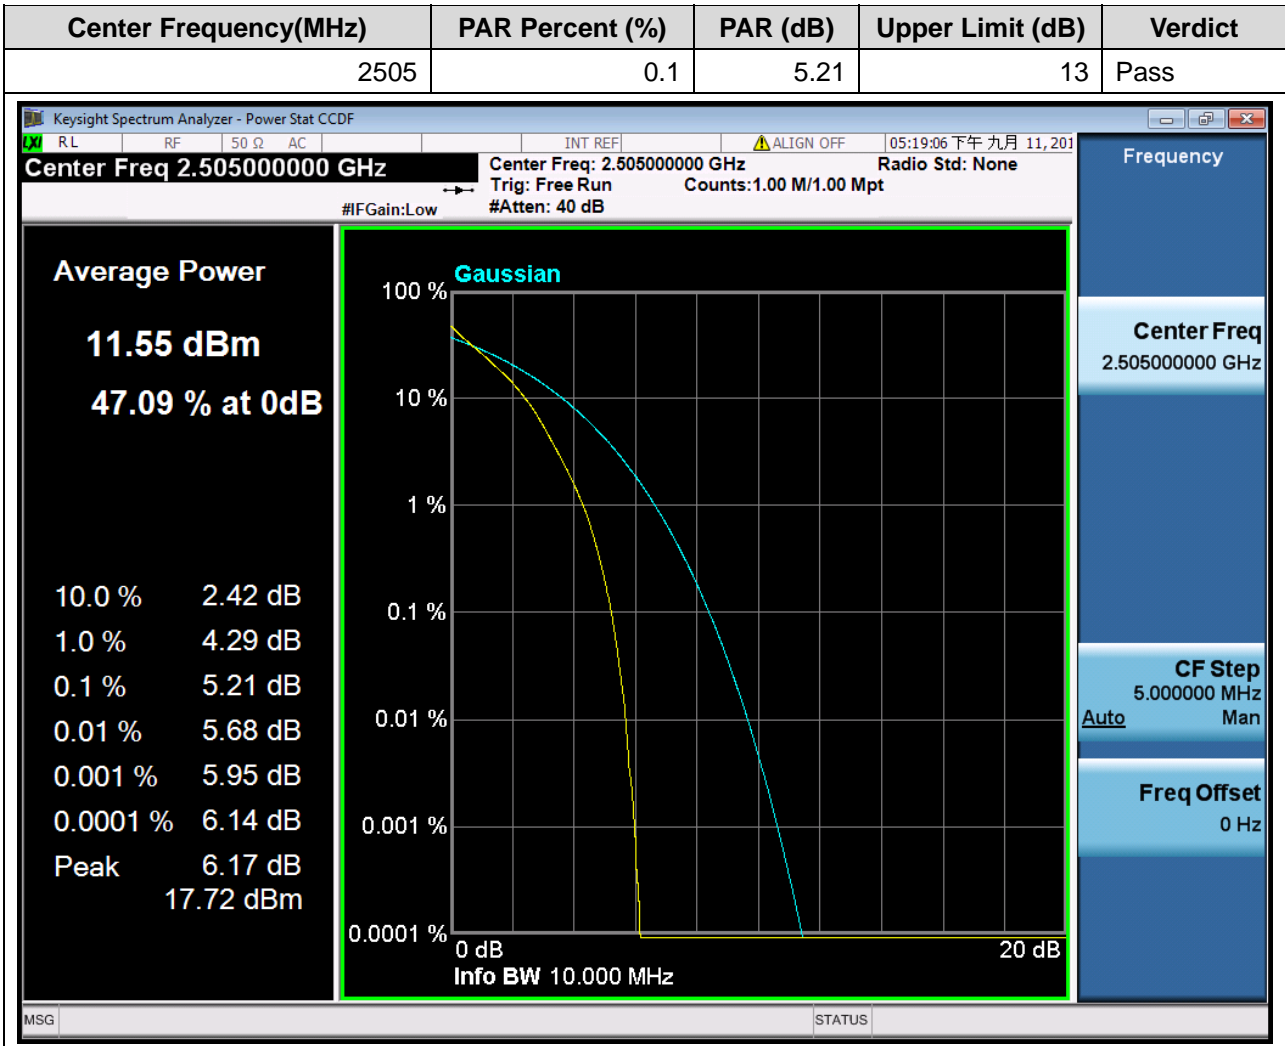 Center Frequency(MHz) PAR Percent (%) PAR (dB) Upper Limit (dB) Verdict
2505 0.1 5.21 13 Pass
Keysight Spectrum Analyzer - Power Stat CCDF
LXI RL RF 50 Ω AC INT REF ALIGN OFF 05:19:06 下午 九月 11, 201
Center Freq 2.505000000 GHz
Center Freq: 2.505000000 GHz Radio Std: None
Trig: Free Run Counts:1.00 M/1.00 Mpt
#IFGain:Low #Atten: 40 dB
Average Power
11.55 dBm
47.09 % at 0dB
10.0 % 2.42 dB
1.0 % 4.29 dB
0.1 % 5.21 dB
0.01 % 5.68 dB
0.001 % 5.95 dB
0.0001 % 6.14 dB
Peak 6.17 dB
17.72 dBm
Gaussian
100 %
10 %
1 %
0.1 %
0.01 %
0.001 %
0.0001 %
0 dB 20 dB
Info BW 10.000 MHz
Frequency
Center Freq
2.505000000 GHz
CF Step
5.000000 MHz
Auto Man
Freq Offset
0 Hz
MSG STATUS